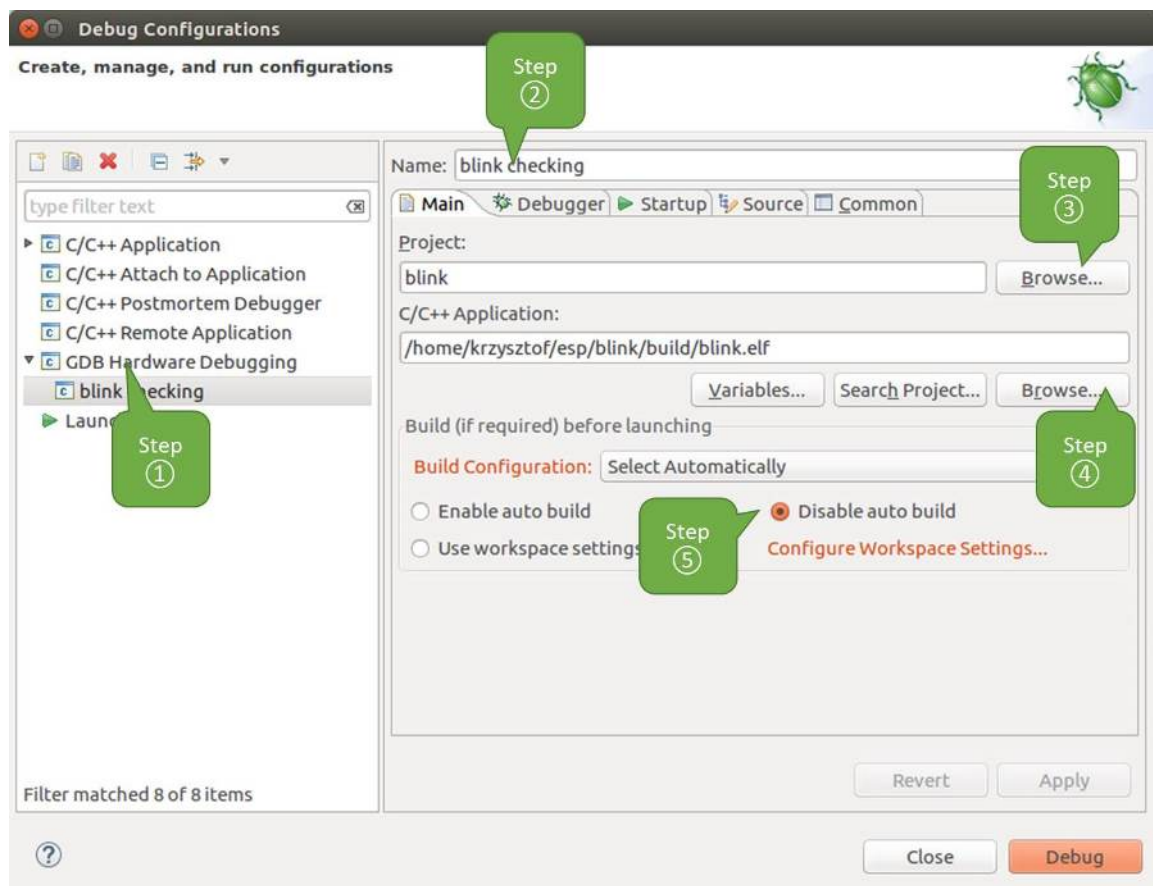 Debug Configurations
Create, manage, and run configurations
Step
②
type filter text
C/C++ Application
C/C++ Attach to Application
C/C++ Postmortem Debugger
C/C++ Remote Application
GDB Hardware Debugging
blink checking
Step
①
Filter matched 8 of 8 items
Name: blink checking
Main Debugger Startup Source Common
Step
③
Project:
blink Browse...
C/C++ Application:
/home/krzysztof/esp/blink/build/blink.elf
Variables... Search Project... Browse...
Step
④
Build (if required) before launching
Build Configuration: Select Automatically
Enable auto build Disable auto build
Step
⑤
Use workspace settings Configure Workspace Settings...
Revert Apply
Close Debug